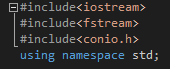 #include<iostream>
#include<fstream>
#include<conio.h>
using namespace std;